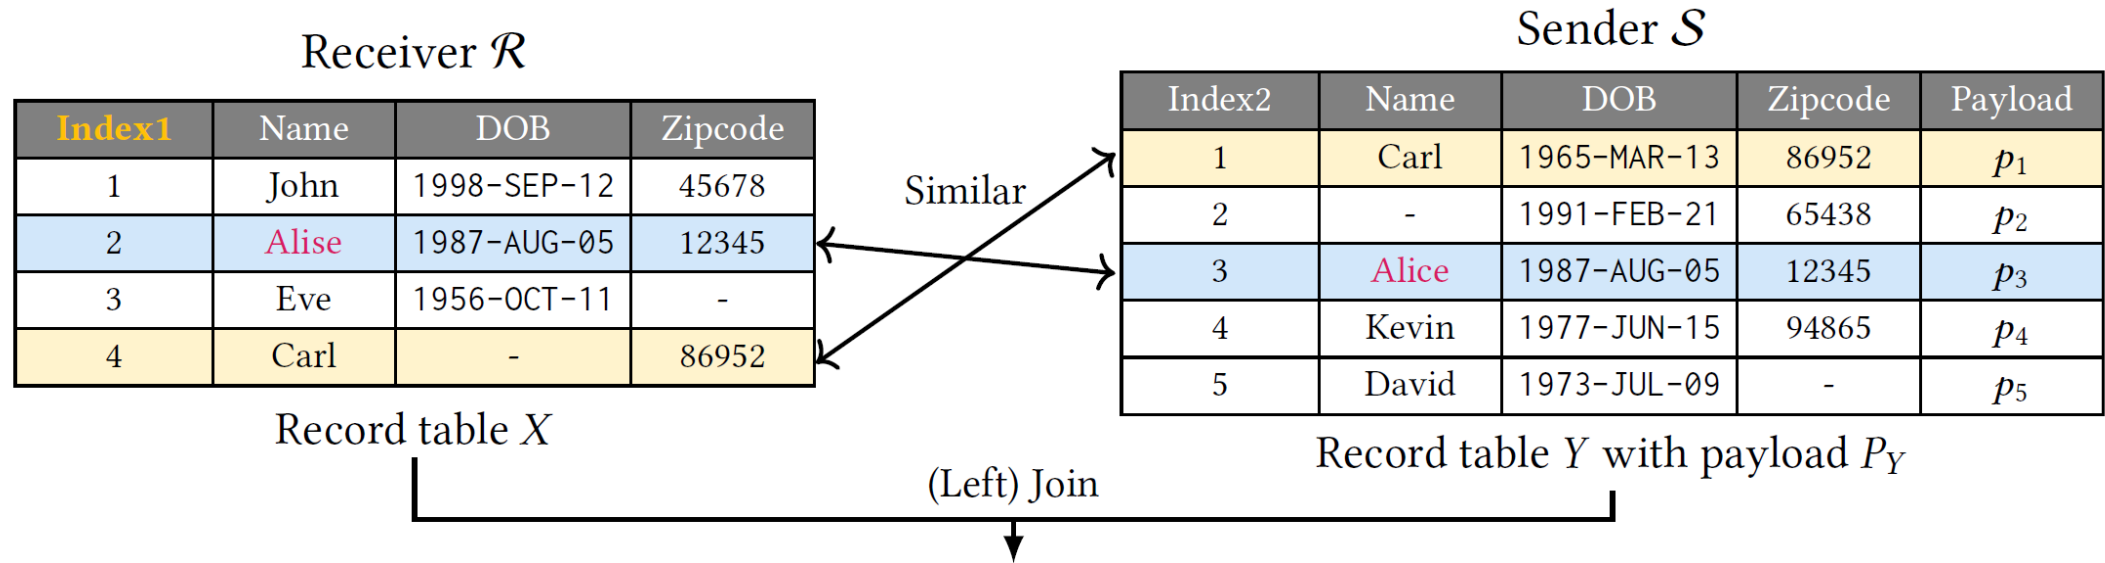 Receiver ℛ
Index1 Name DOB Zipcode
1 John 1998-SEP-12 45678
2 Alise 1987-AUG-05 12345
3 Eve 1956-OCT-11 -
4 Carl - 86952
Record table X
Similar
Sender 𝒮
Index2 Name DOB Zipcode Payload
1 Carl 1965-MAR-13 86952 p₁
2 - 1991-FEB-21 65438 p₂
3 Alice 1987-AUG-05 12345 p₃
4 Kevin 1977-JUN-15 94865 p₄
5 David 1973-JUL-09 - p₅
Record table Y with payload P_Y
(Left) Join